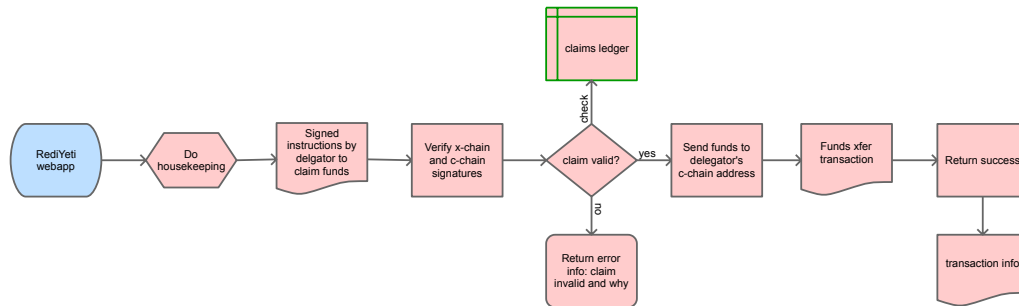 claims ledger
check
RediYeti
webapp
Do
housekeeping
Signed
instructions by
delgator to
claim funds
Verify x-chain
and c-chain
signatures
claim valid?
yes
Send funds to
delegator's
c-chain address
Funds xfer
transaction
Return success
no
Return error
info: claim
invalid and why
transaction info